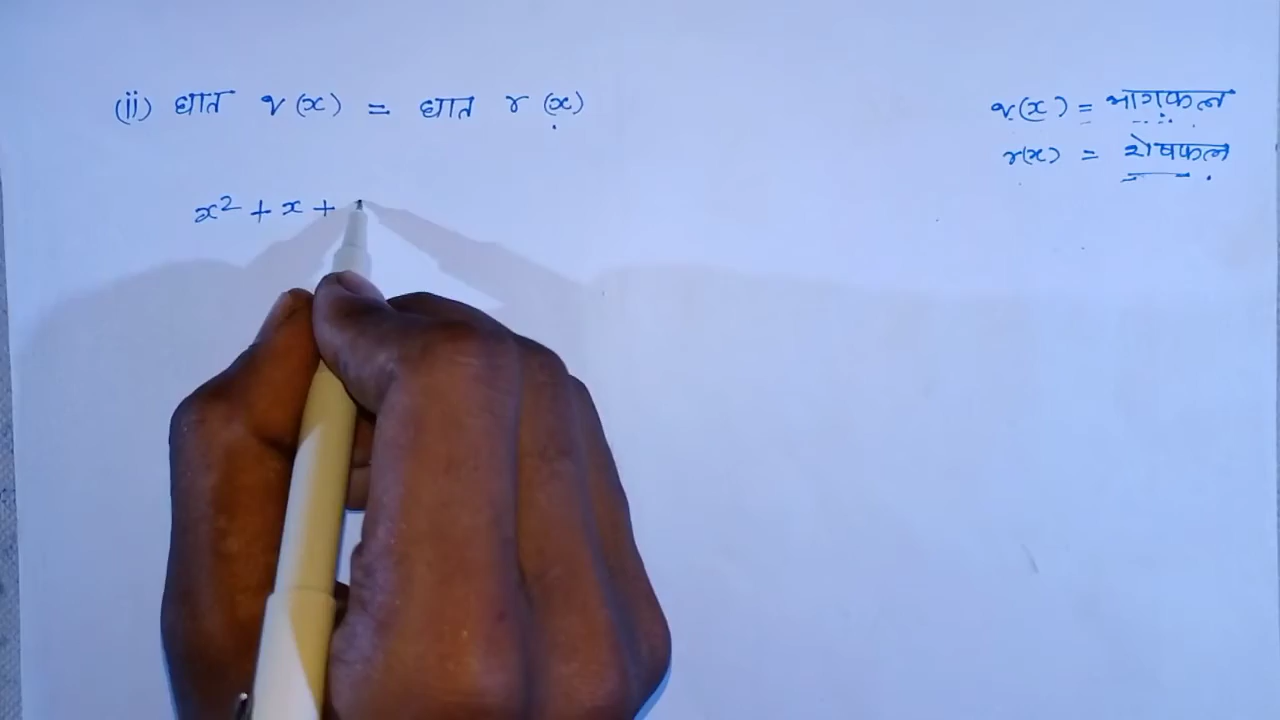 (ii) घात q(x) = घात r(x)
q(x) = भागफल
r(x) = शेषफल
x² + x +